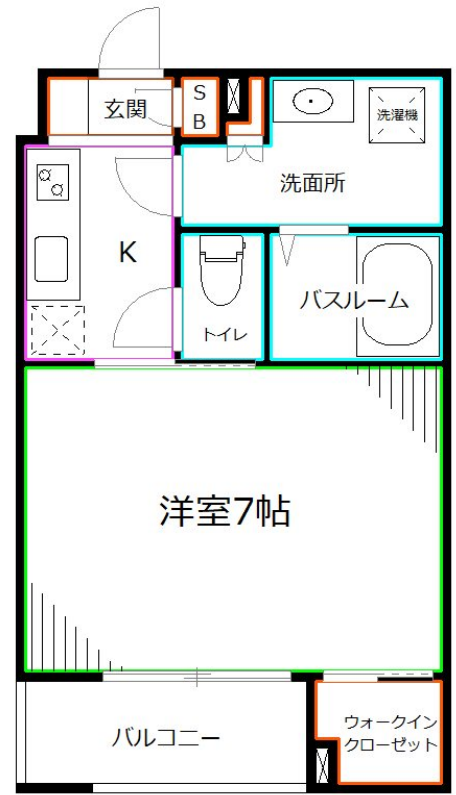 玄関
S
B
洗濯機
洗面所
K
トイレ
バスルーム
洋室7帖
バルコニー
ウォークイン
クローゼット